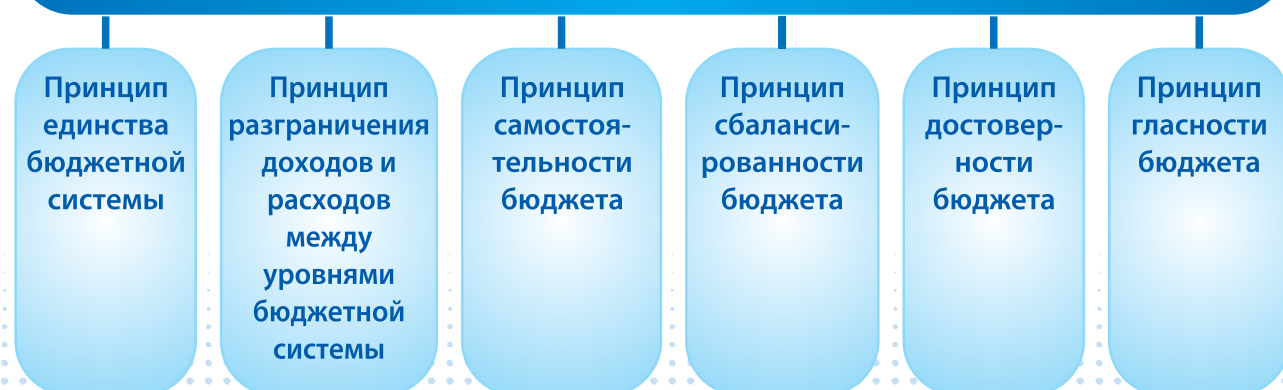 Принцип
единства
бюджетной
системы
Принцип
разграничения
доходов и
расходов
между
уровнями
бюджетной
системы
Принцип
самостоя-
тельности
бюджета
Принцип
сбаланси-
рованности
бюджета
Принцип
достовер-
ности
бюджета
Принцип
гласности
бюджета